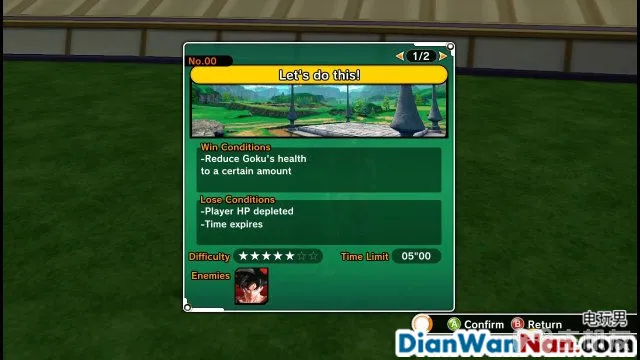 No.00
1/2
Let's do this!
Win Conditions
-Reduce Goku's health
to a certain amount
Lose Conditions
-Player HP depleted
-Time expires
Difficulty ★★★★★☆☆ Time Limit 05"00
Enemies
电玩男
A Confirm B Return
DianWanNan.com